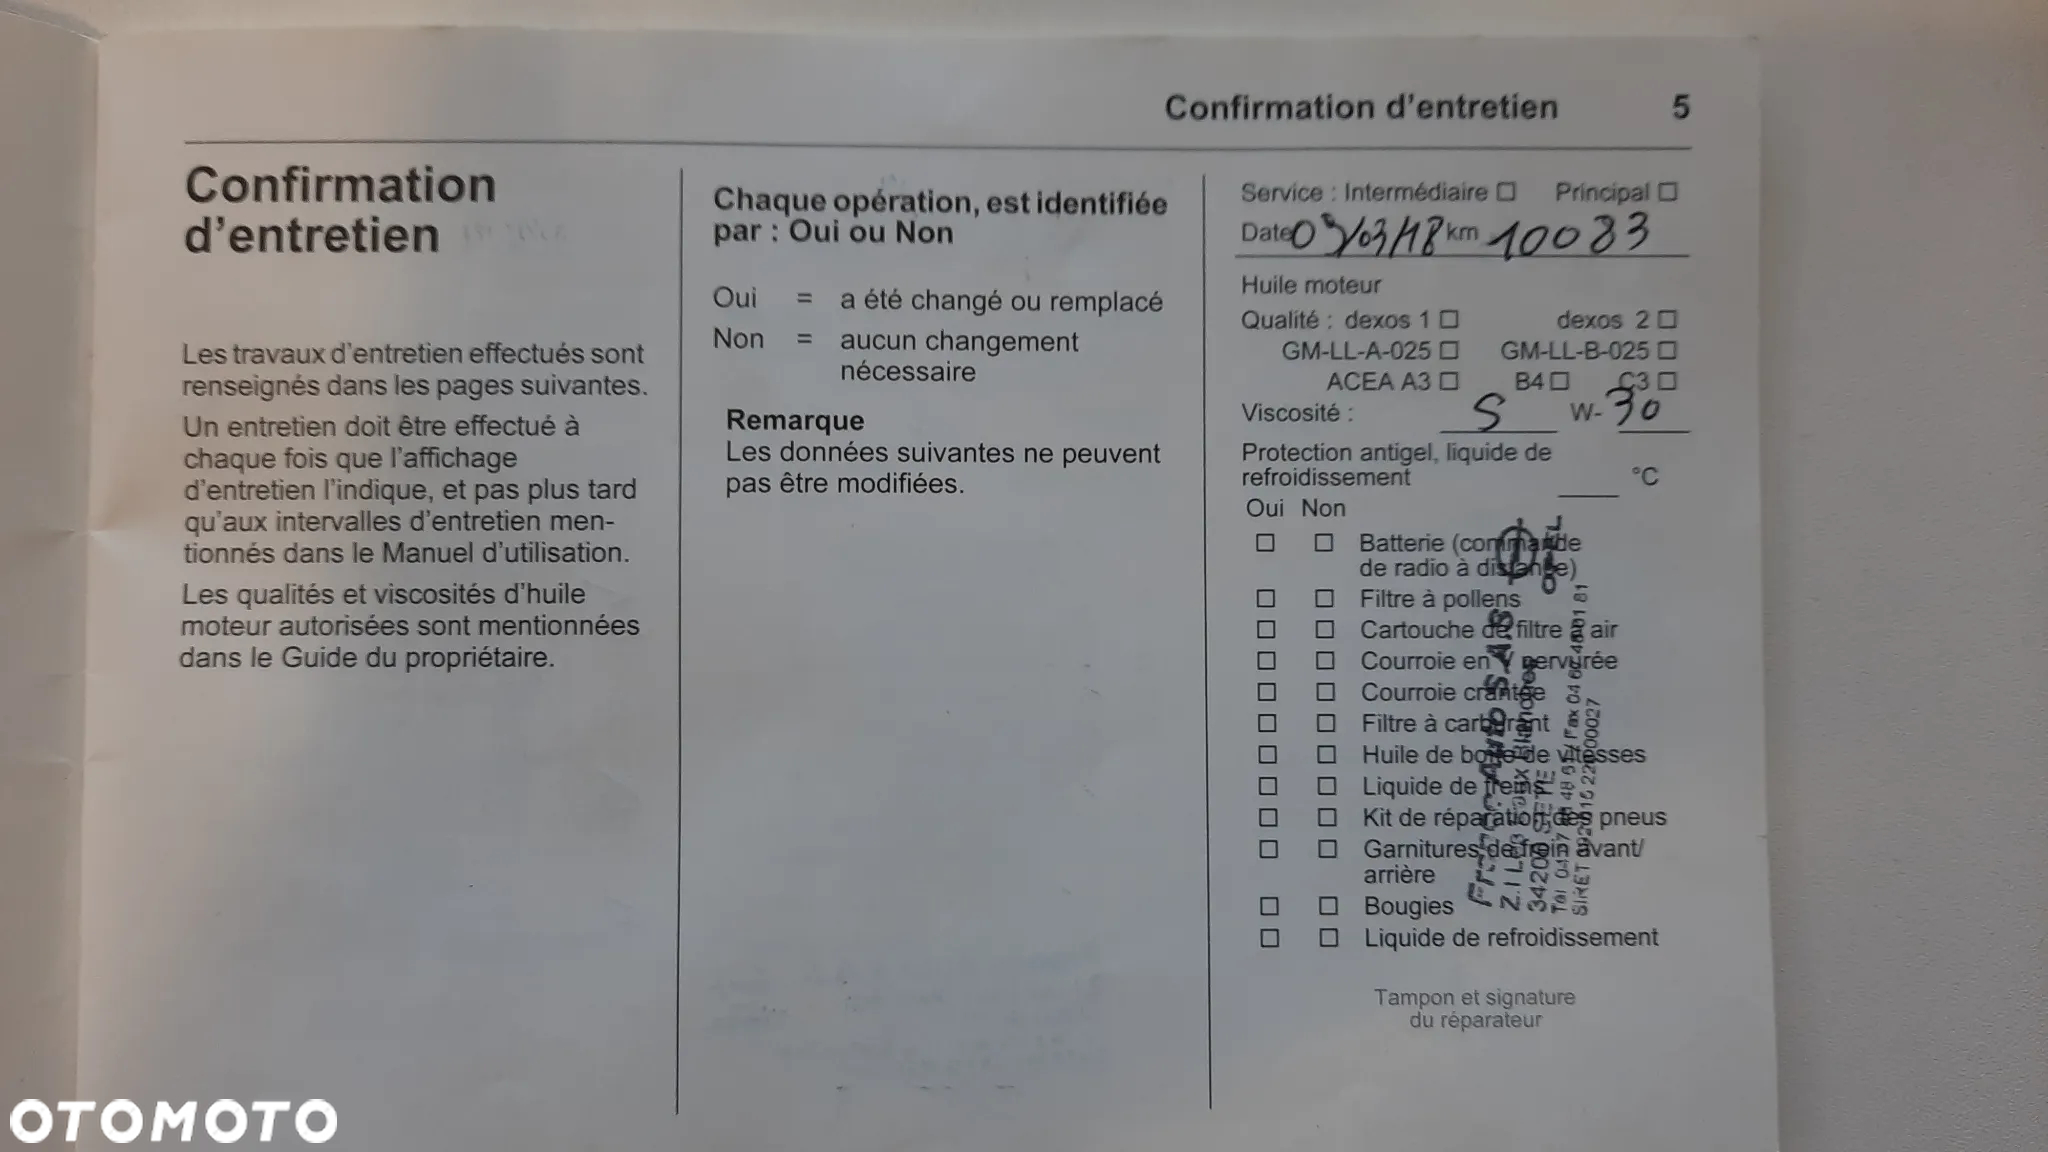 Confirmation d'entretien 5
Confirmation
d'entretien
Les travaux d'entretien effectués sont
renseignés dans les pages suivantes.
Un entretien doit être effectué à
chaque fois que l'affichage
d'entretien l'indique, et pas plus tard
qu'aux intervalles d'entretien men-
tionnés dans le Manuel d'utilisation.
Les qualités et viscosités d'huile
moteur autorisées sont mentionnées
dans le Guide du propriétaire.
Chaque opération, est identifiée
par : Oui ou Non
Oui = a été changé ou remplacé
Non = aucun changement
nécessaire
Remarque
Les données suivantes ne peuvent
pas être modifiées.
Service : Intermédiaire □ Principal □
Date km 10083
Huile moteur
Qualité : dexos 1 □ dexos 2 □
GM-LL-A-025 □ GM-LL-B-025 □
ACEA A3 □ B4 □ C3 □
Viscosité : 5 W-30
Protection antigel, liquide de
refroidissement ____ °C
Oui Non
□ □ Batterie (commande
de radio à distance)
□ □ Filtre à pollens
□ □ Cartouche de filtre à air
□ □ Courroie en V nervurée
□ □ Courroie crantée
□ □ Filtre à carburant
□ □ Huile de boîte de vitesses
□ □ Liquide de freins
□ □ Kit de réparation des pneus
□ □ Garnitures de frein avant/
arrière
□ □ Bougies
□ □ Liquide de refroidissement
OPEL
Auto S.A.S
34200 SETE
Tampon et signature
du réparateur
OTOMOTO